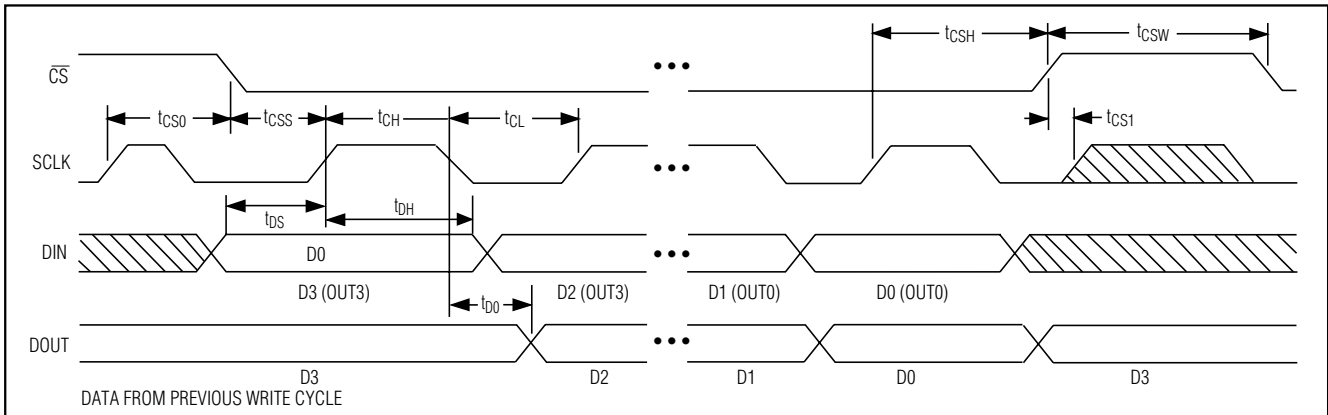 tCSH
tCSW
CS
tCS0
tCSS
tCH
tCL
tCS1
SCLK
tDS
tDH
DIN
D0
D3 (OUT3)
D2 (OUT3)
D1 (OUT0)
D0 (OUT0)
tD0
DOUT
D3
D2
D1
D0
D3
DATA FROM PREVIOUS WRITE CYCLE